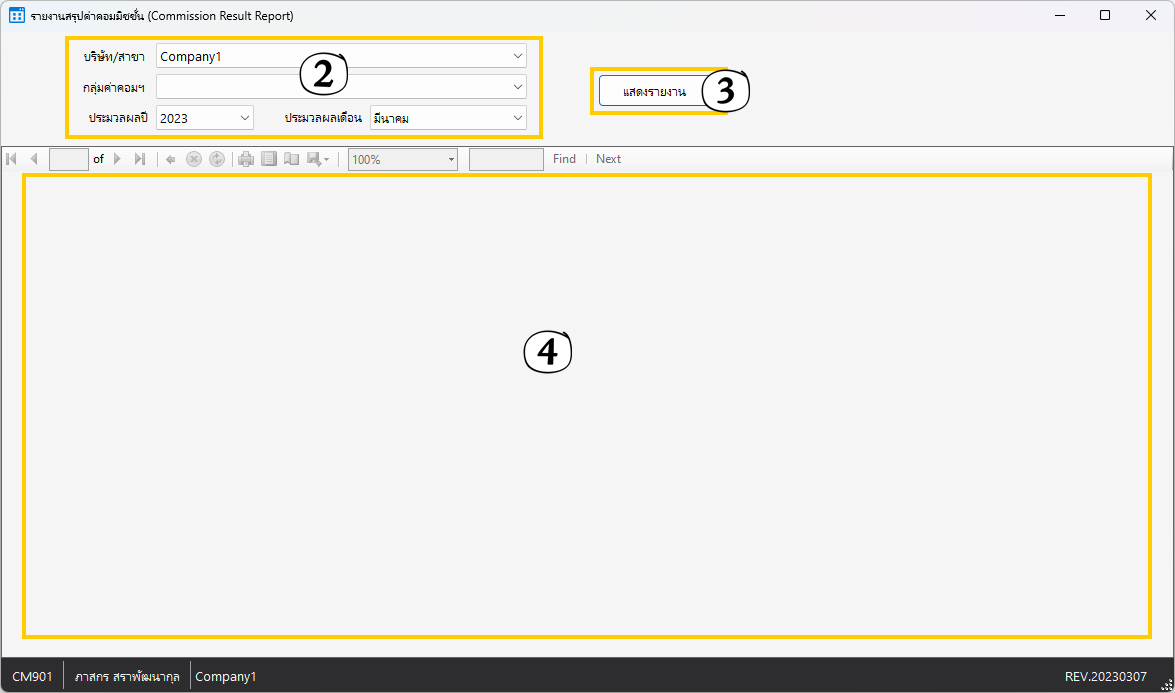 รายงานสรุปค่าคอมมิชชั่น (Commission Result Report)
บริษัท/สาขา Company1
2
กลุ่มค่าคอมฯ
3
แสดงรายงาน
ประมวลผลปี 2023 ประมวลผลเดือน มีนาคม
of 100% Find Next
4
CM901 ภาสกร สราพัฒนากุล Company1 REV.20230307